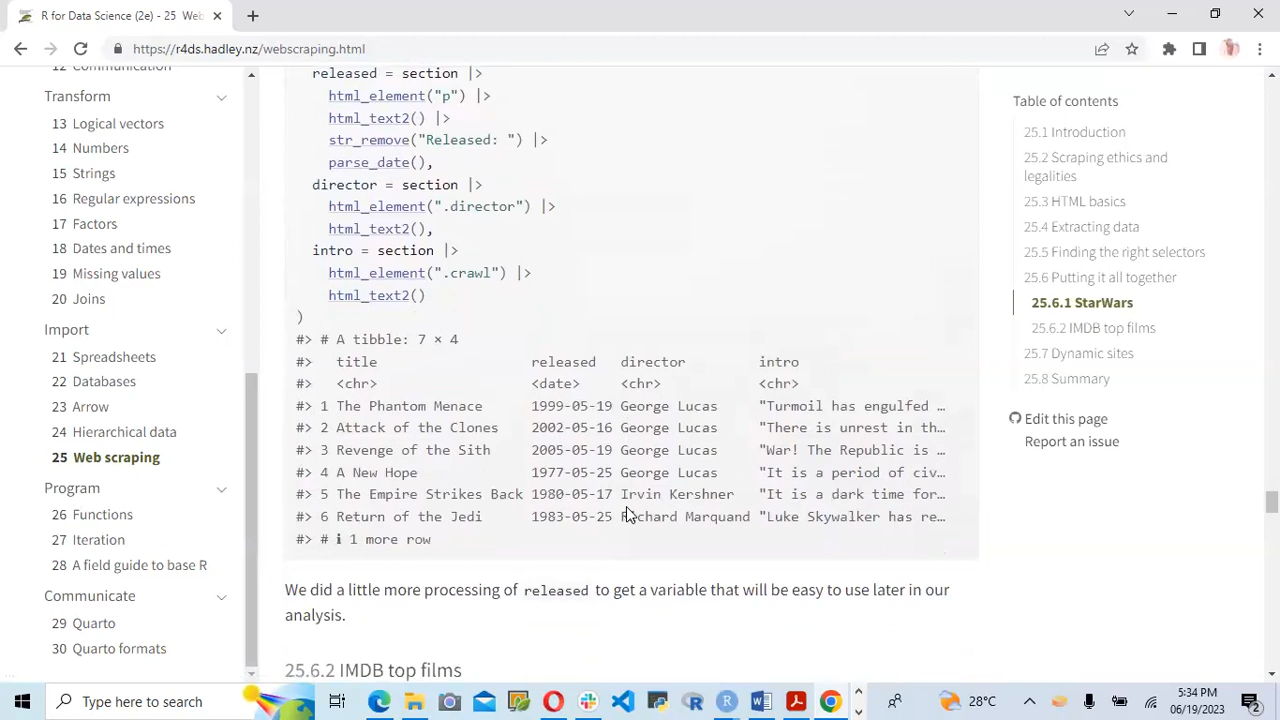 R for Data Science (2e) - 25 Web
https://r4ds.hadley.nz/webscraping.html
12 Communication
Transform
13 Logical vectors
14 Numbers
15 Strings
16 Regular expressions
17 Factors
18 Dates and times
19 Missing values
20 Joins
Import
21 Spreadsheets
22 Databases
23 Arrow
24 Hierarchical data
25 Web scraping
Program
26 Functions
27 Iteration
28 A field guide to base R
Communicate
29 Quarto
30 Quarto formats
released = section |>
html_element("p") |>
html_text2() |>
str_remove("Released: ") |>
parse_date(),
director = section |>
html_element(".director") |>
html_text2(),
intro = section |>
html_element(".crawl") |>
html_text2()
)
#> # A tibble: 7 × 4
#> title released director intro
#> <chr> <date> <chr> <chr>
#> 1 The Phantom Menace 1999-05-19 George Lucas "Turmoil has engulfed …
#> 2 Attack of the Clones 2002-05-16 George Lucas "There is unrest in th…
#> 3 Revenge of the Sith 2005-05-19 George Lucas "War! The Republic is …
#> 4 A New Hope 1977-05-25 George Lucas "It is a period of civ…
#> 5 The Empire Strikes Back 1980-05-17 Irvin Kershner "It is a dark time for…
#> 6 Return of the Jedi 1983-05-25 Richard Marquand "Luke Skywalker has re…
#> # ℹ 1 more row
We did a little more processing of released to get a variable that will be easy to use later in our
analysis.
25.6.2 IMDB top films
Table of contents
25.1 Introduction
25.2 Scraping ethics and
legalities
25.3 HTML basics
25.4 Extracting data
25.5 Finding the right selectors
25.6 Putting it all together
25.6.1 StarWars
25.6.2 IMDB top films
25.7 Dynamic sites
25.8 Summary
Edit this page
Report an issue
Type here to search
28°C
5:34 PM
06/19/2023
2